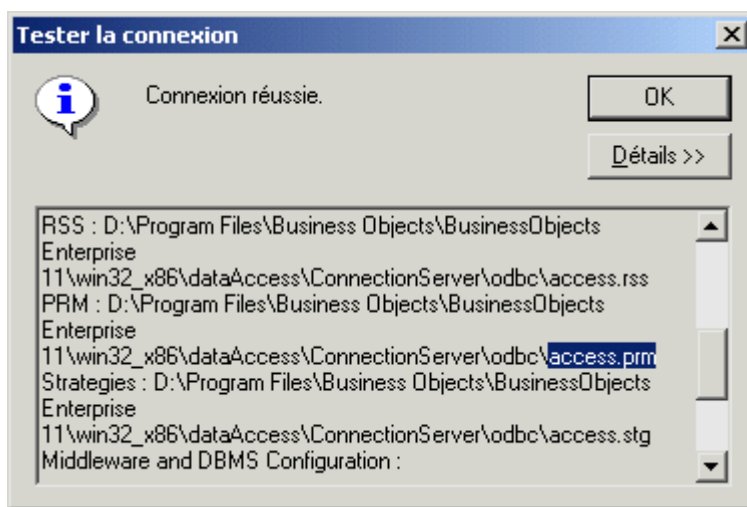 Tester la connexion
Connexion réussie.
OK
Détails >>
RSS : D:\Program Files\Business Objects\BusinessObjects
Enterprise
11\win32_x86\dataAccess\ConnectionServer\odbc\access.rss
PRM : D:\Program Files\Business Objects\BusinessObjects
Enterprise
11\win32_x86\dataAccess\ConnectionServer\odbc\access.prm
Strategies : D:\Program Files\Business Objects\BusinessObjects
Enterprise
11\win32_x86\dataAccess\ConnectionServer\odbc\access.stg
Middleware and DBMS Configuration :